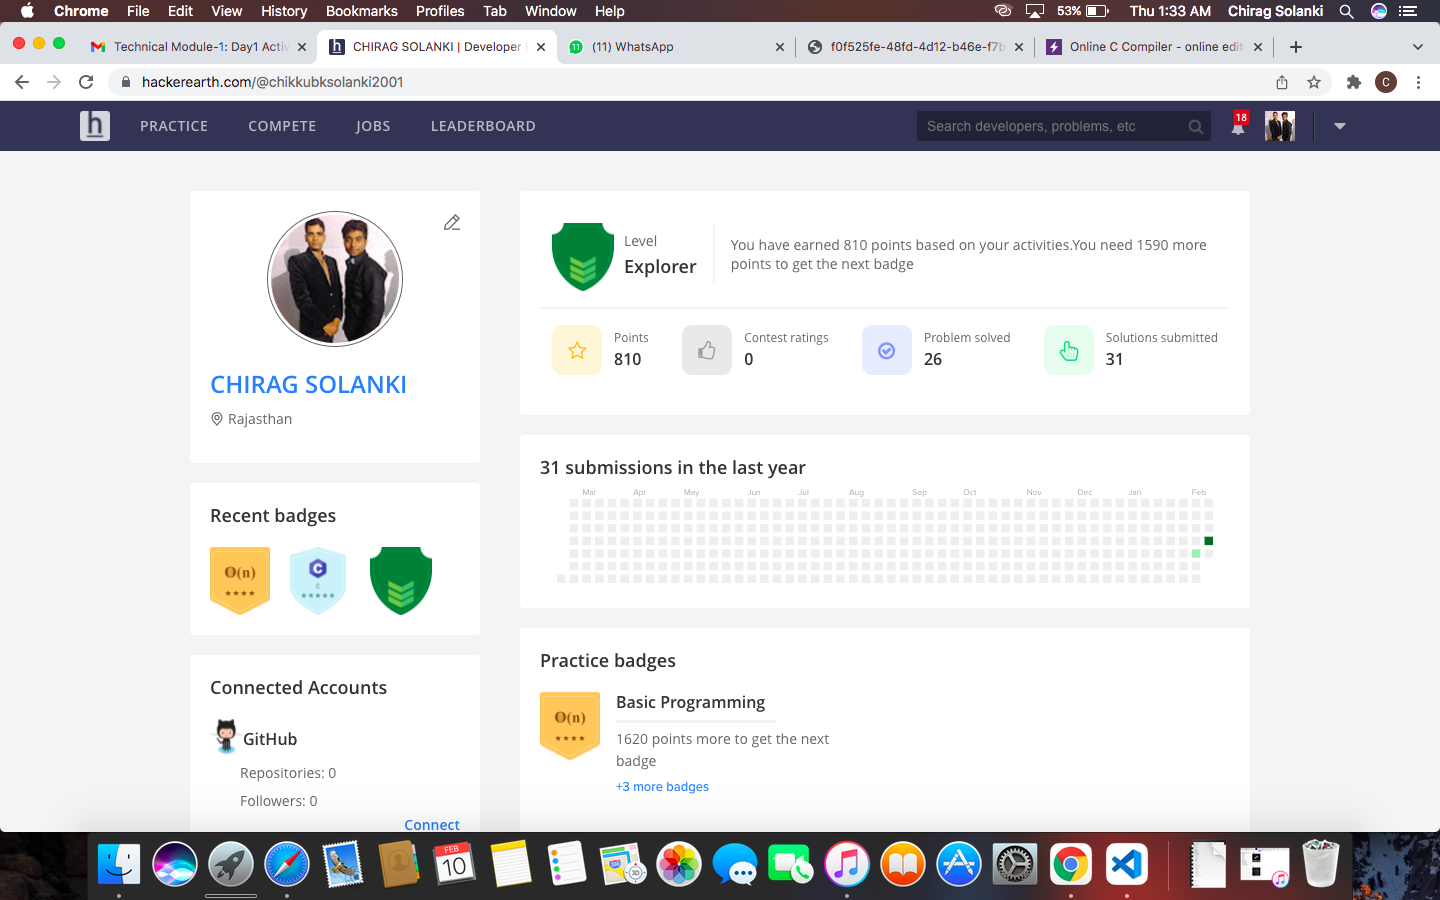 Chrome File Edit View History Bookmarks Profiles Tab Window Help 53% Thu 1:33 AM Chirag Solanki
Technical Module-1: Day1 Activ CHIRAG SOLANKI | Developer (11) WhatsApp f0f525fe-48fd-4d12-b46e-f7b Online C Compiler - online edit
hackerearth.com/@chikkubksolanki2001 C
h PRACTICE COMPETE JOBS LEADERBOARD Search developers, problems, etc 18
Level
Explorer
You have earned 810 points based on your activities.You need 1590 more
points to get the next badge
Points
810
Contest ratings
0
Problem solved
26
Solutions submitted
31
CHIRAG SOLANKI
Rajasthan
31 submissions in the last year
Mar Apr May Jun Jul Aug Sep Oct Nov Dec Jan Feb
Recent badges
O(n)
C
C
Connected Accounts
GitHub
Repositories: 0
Followers: 0
Connect
Practice badges
O(n)
Basic Programming
1620 points more to get the next
badge
+3 more badges
FEB
10
3D